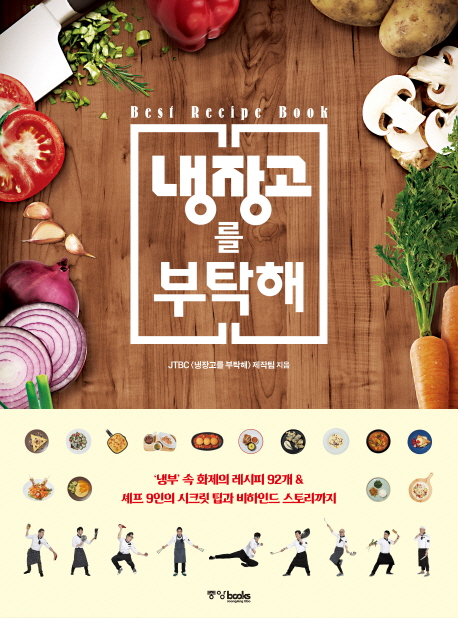 Best Recipe Book
냉장고
를
부탁해
JTBC 〈냉장고를 부탁해〉 제작팀 지음
'냉부' 속 화제의 레시피 92개 &
셰프 9인의 시크릿 팁과 비하인드 스토리까지
중앙books